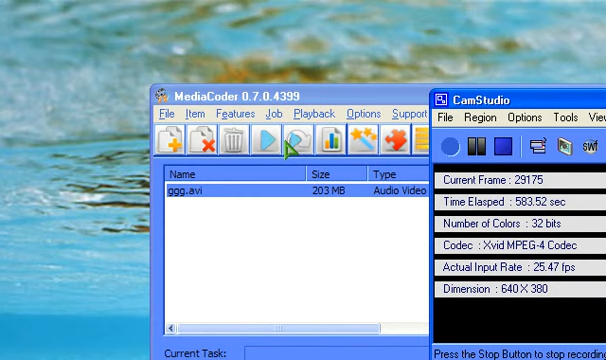 MediaCoder 0.7.0.4399
File Item Features Job Playback Options Support
Name Size Type
ggg.avi 203 MB Audio Video
Current Task:
CamStudio
File Region Options Tools View
swf
Current Frame : 29175
Time Elasped : 583.52 sec
Number of Colors : 32 bits
Codec : Xvid MPEG-4 Codec
Actual Input Rate : 25.47 fps
Dimension : 640 X 380
Press the Stop Button to stop recording